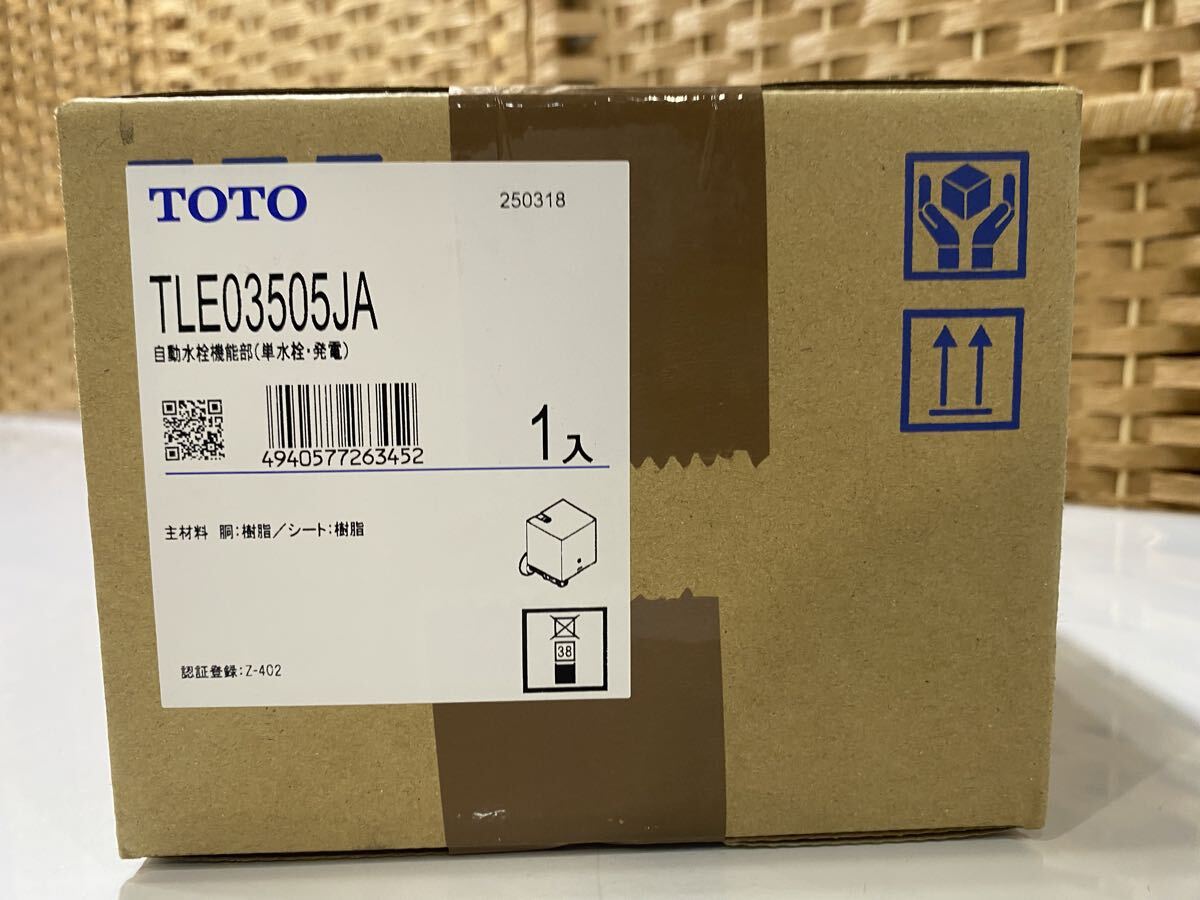 TOTO
250318
TLE03505JA
自動水栓機能部(単水栓・発電)
4940577263452
1入
主材料 胴:樹脂/シート:樹脂
38
認証登録:Z-402